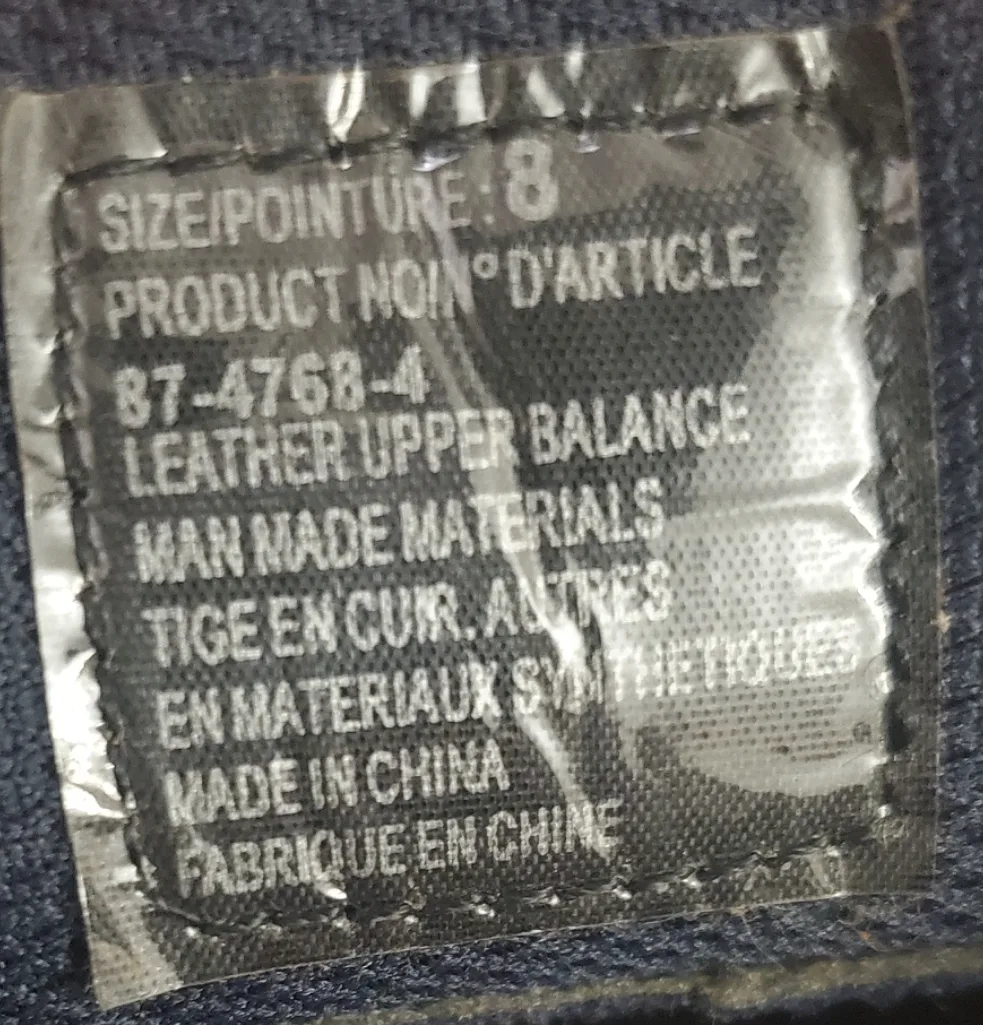 SIZE/POINTURE : 8
PRODUCT NO/N° D'ARTICLE
87-4768-4
LEATHER UPPER BALANCE
MAN MADE MATERIALS
TIGE EN CUIR. AUTRES
EN MATERIAUX SYNTHETIQUES
MADE IN CHINA
FABRIQUE EN CHINE